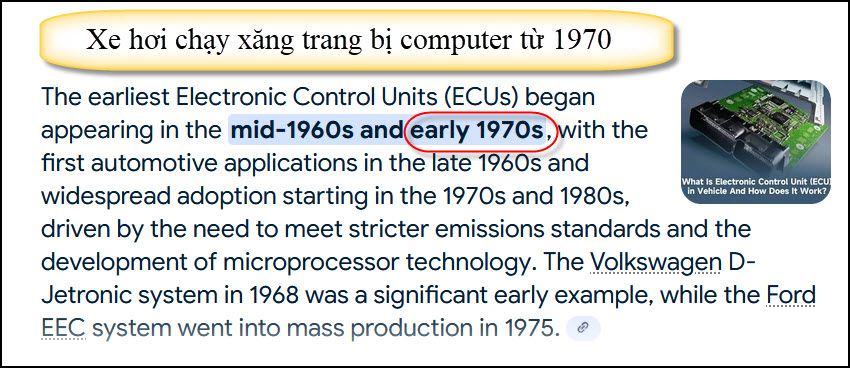 Xe hơi chạy xăng trang bị computer từ 1970
The earliest Electronic Control Units (ECUs) began
appearing in the mid-1960s and early 1970s, with the
first automotive applications in the late 1960s and
widespread adoption starting in the 1970s and 1980s,
driven by the need to meet stricter emissions standards and the
development of microprocessor technology. The Volkswagen D-
Jetronic system in 1968 was a significant early example, while the Ford
EEC system went into mass production in 1975.
What Is Electronic Control Unit (ECU)
in Vehicle And How Does It Work?